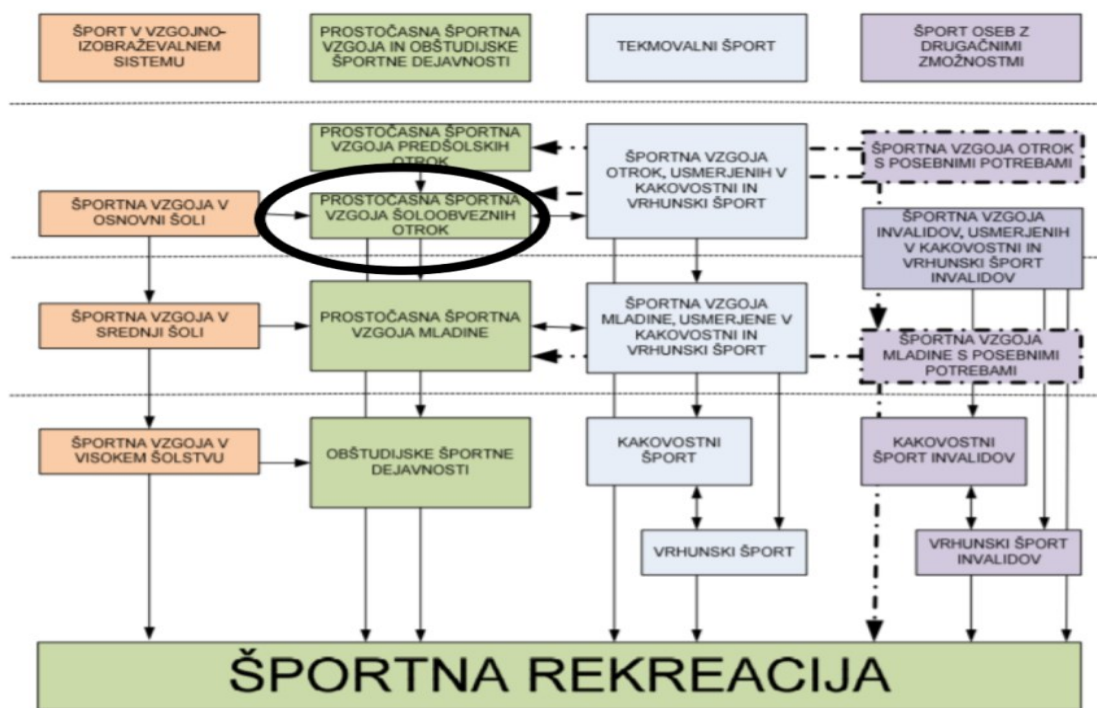 ŠPORT V VZGOJNO-
IZOBRAŽEVALNEM
SISTEMU
PROSTOČASNA ŠPORTNA
VZGOJA IN OBŠTUDIJSKE
ŠPORTNE DEJAVNOSTI
TEKMOVALNI ŠPORT
ŠPORT OSEB Z
DRUGAČNIMI
ZMOŽNOSTMI
PROSTOČASNA ŠPORTNA
VZGOJA PREDŠOLSKIH
OTROK
ŠPORTNA VZGOJA
OTROK, USMERJENIH V
KAKOVOSTNI IN
VRHUNSKI ŠPORT
ŠPORTNA VZGOJA OTROK
S POSEBNIMI POTREBAMI
ŠPORTNA VZGOJA V
OSNOVNI ŠOLI
PROSTOČASNA ŠPORTNA
VZGOJA ŠOLOOBVEZNIH
OTROK
ŠPORTNA VZGOJA
INVALIDOV, USMERJENIH
V KAKOVOSTNI IN
VRHUNSKI ŠPORT
INVALIDOV
ŠPORTNA VZGOJA V
SREDNJI ŠOLI
PROSTOČASNA ŠPORTNA
VZGOJA MLADINE
ŠPORTNA VZGOJA
MLADINE, USMERJENE V
KAKOVOSTNI IN
VRHUNSKI ŠPORT
ŠPORTNA VZGOJA
MLADINE S POSEBNIMI
POTREBAMI
ŠPORTNA VZGOJA V
VISOKEM ŠOLSTVU
OBŠTUDIJSKE ŠPORTNE
DEJAVNOSTI
KAKOVOSTNI
ŠPORT
KAKOVOSTNI
ŠPORT INVALIDOV
VRHUNSKI ŠPORT
VRHUNSKI ŠPORT
INVALIDOV
ŠPORTNA REKREACIJA